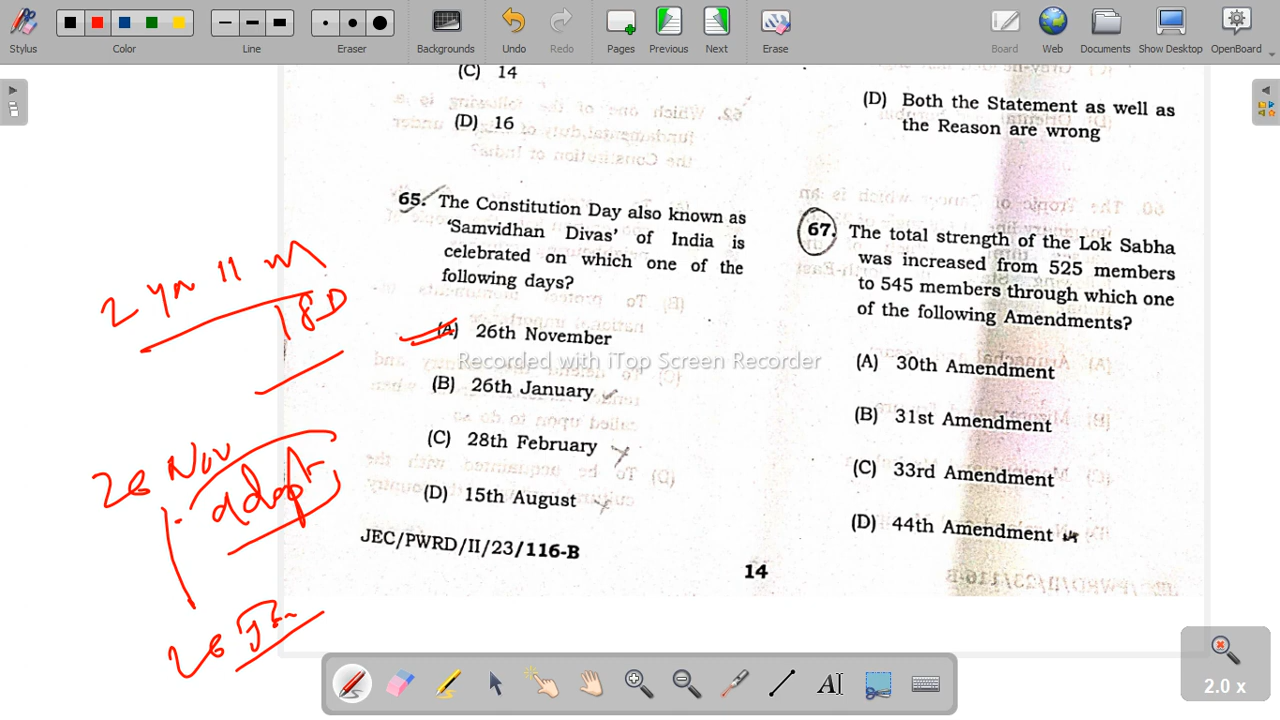 Stylus
Color
Line
Eraser
Backgrounds
Undo
Redo
Pages
Previous
Next
Erase
Board
Web
Documents
Show Desktop
OpenBoard
(C) 14
(D) 16
65. The Constitution Day also known as
'Samvidhan Divas' of India is
celebrated on which one of the
following days?
(A) 26th November
(B) 26th January
(C) 28th February
(D) 15th August
JEC/PWRD/II/23/116-B
14
(D) Both the Statement as well as
the Reason are wrong
67. The total strength of the Lok Sabha
was increased from 525 members
to 545 members through which one
of the following Amendments?
(A) 30th Amendment
(B) 31st Amendment
(C) 33rd Amendment
(D) 44th Amendment
Recorded with iTop Screen Recorder
2 yr 11 m
18D
26 Nov
adopt
26
2.0 x